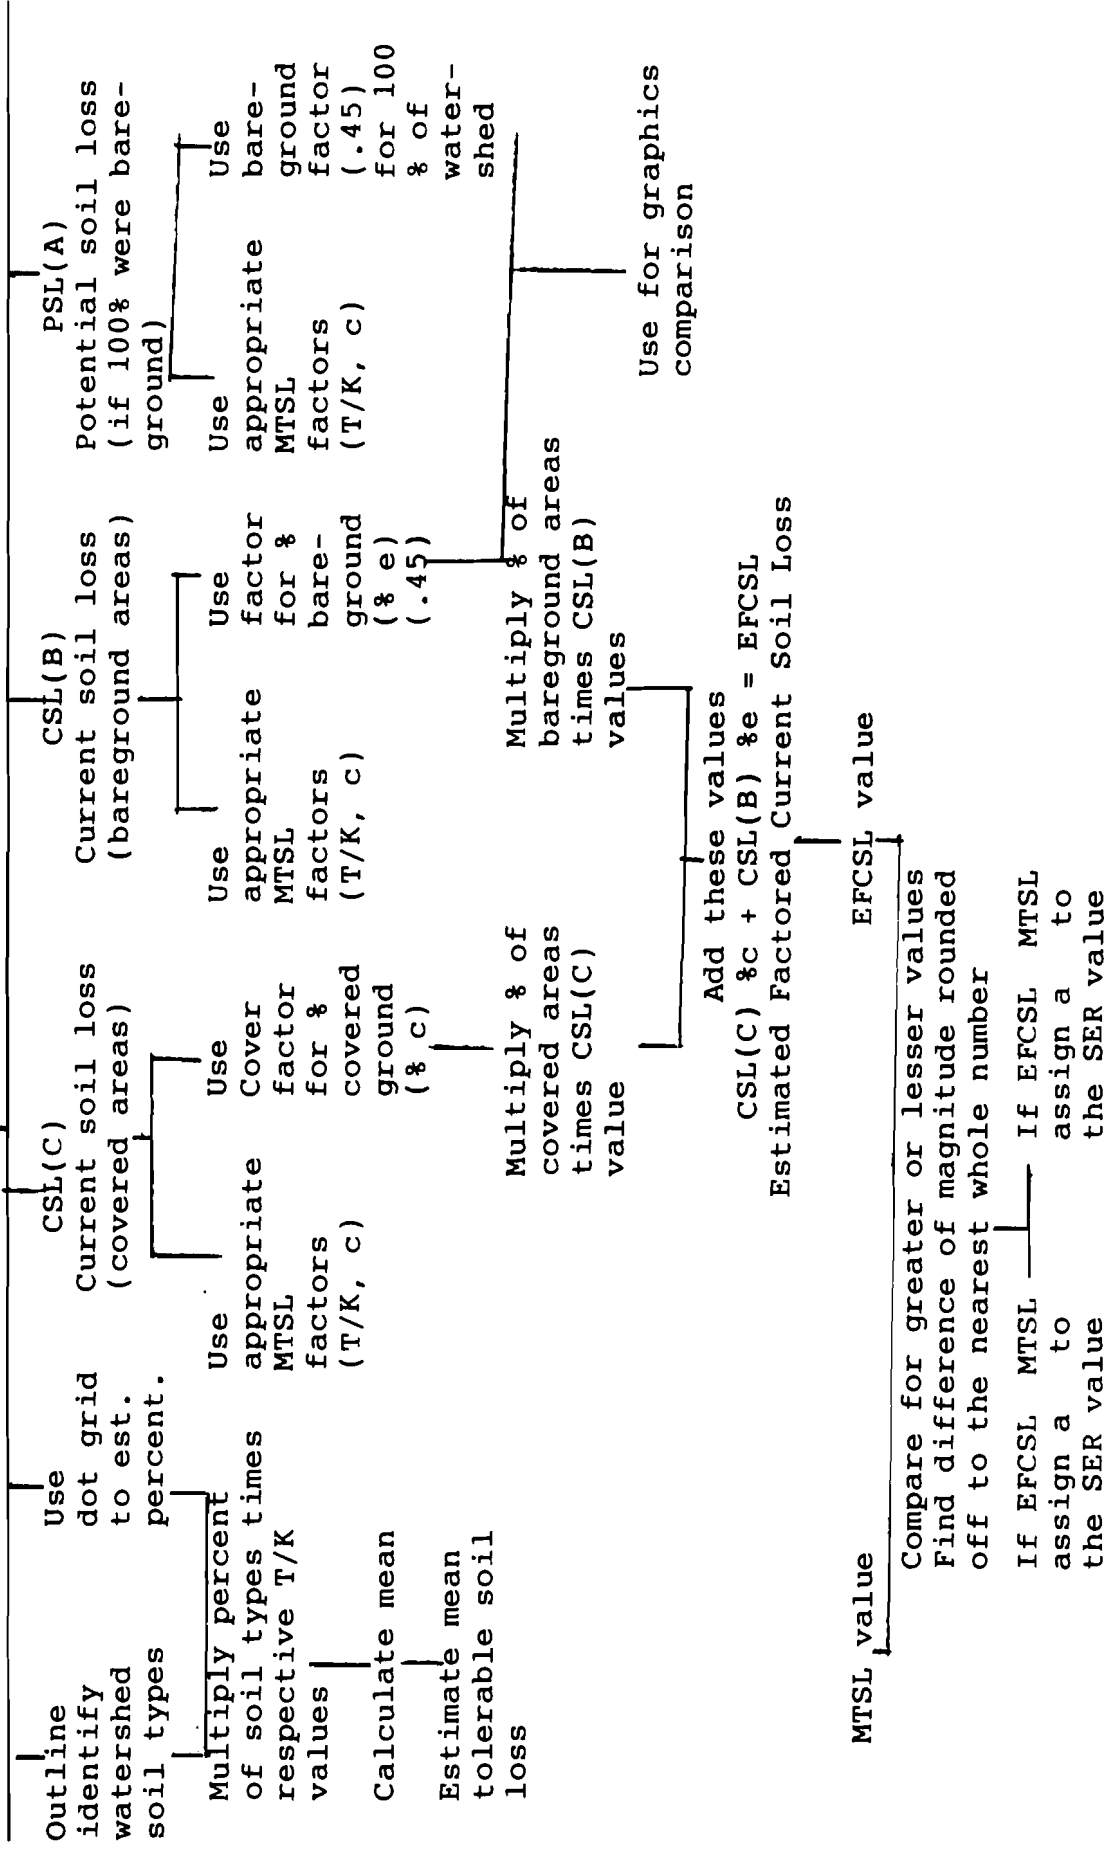 Outline
identify
watershed
soil types
Use
dot grid
to est.
percent.
Multiply percent
of soil types times
respective T/K
values
Calculate mean
Estimate mean
tolerable soil
loss
CSL(C)
Current soil loss
(covered areas)
Use
appropriate
MTSL
factors
(T/K, c)
Use
Cover
factor
for %
covered
ground
(% c)
Multiply % of
covered areas
times CSL(C)
value
CSL(B)
Current soil loss
(bareground areas)
Use
appropriate
MTSL
factors
(T/K, c)
Use
factor
for %
bare-
ground
(% e)
(.45)
Multiply % of
bareground areas
times CSL(B)
values
PSL(A)
Potential soil loss
(if 100% were bare-
ground)
Use
appropriate
MTSL
factors
(T/K, c)
Use
bare-
ground
factor
(.45)
for 100
% of
water-
shed
Use for graphics
comparison
Add these values
CSL(C) %c + CSL(B) %e = EFCSL
Estimated Factored Current Soil Loss
MTSL value
EFCSL value
Compare for greater or lesser values
Find difference of magnitude rounded
off to the nearest whole number
If EFCSL MTSL
assign a to
the SER value
If EFCSL MTSL
assign a to
the SER value